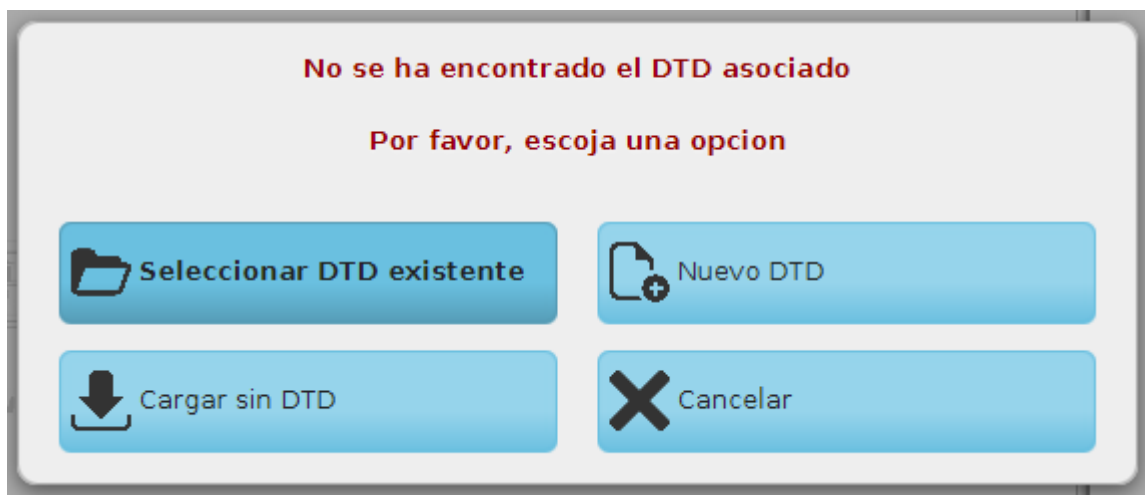 No se ha encontrado el DTD asociado
Por favor, escoja una opcion
Seleccionar DTD existente
Nuevo DTD
Cargar sin DTD
Cancelar